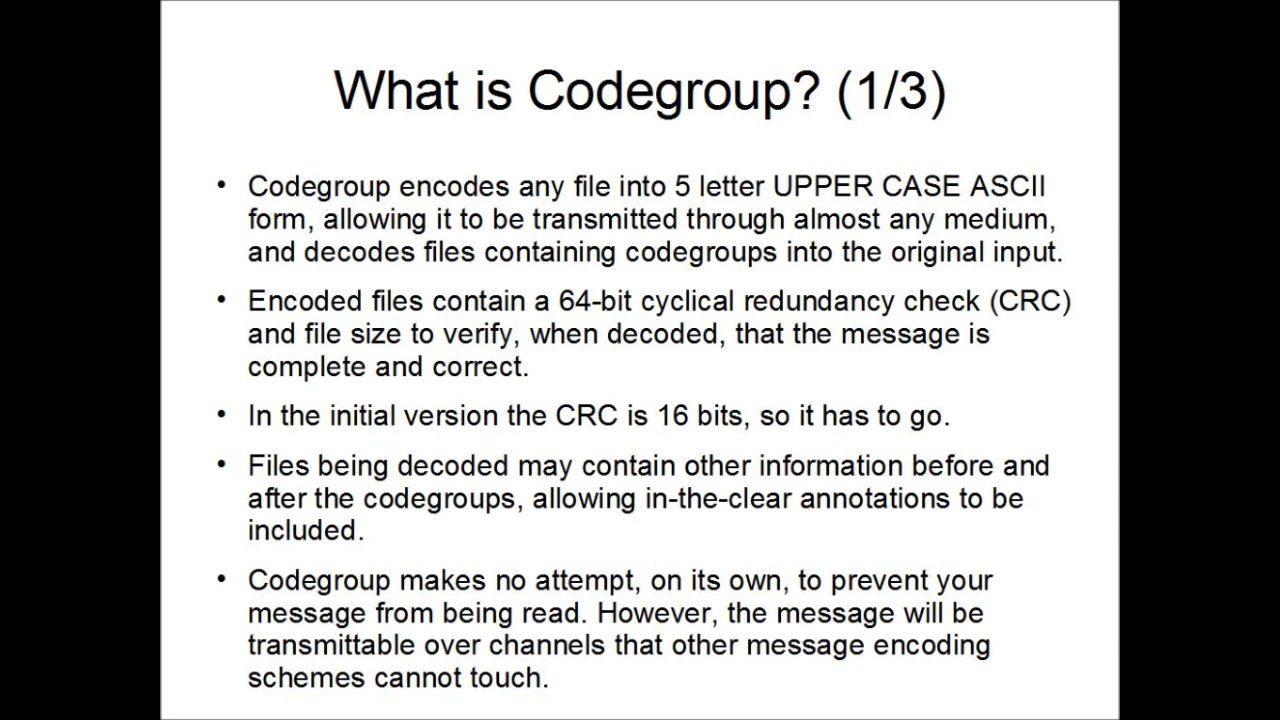 What is Codegroup? (1/3)
• Codegroup encodes any file into 5 letter UPPER CASE ASCII
form, allowing it to be transmitted through almost any medium,
and decodes files containing codegroups into the original input.
• Encoded files contain a 64-bit cyclical redundancy check (CRC)
and file size to verify, when decoded, that the message is
complete and correct.
• In the initial version the CRC is 16 bits, so it has to go.
• Files being decoded may contain other information before and
after the codegroups, allowing in-the-clear annotations to be
included.
• Codegroup makes no attempt, on its own, to prevent your
message from being read. However, the message will be
transmittable over channels that other message encoding
schemes cannot touch.